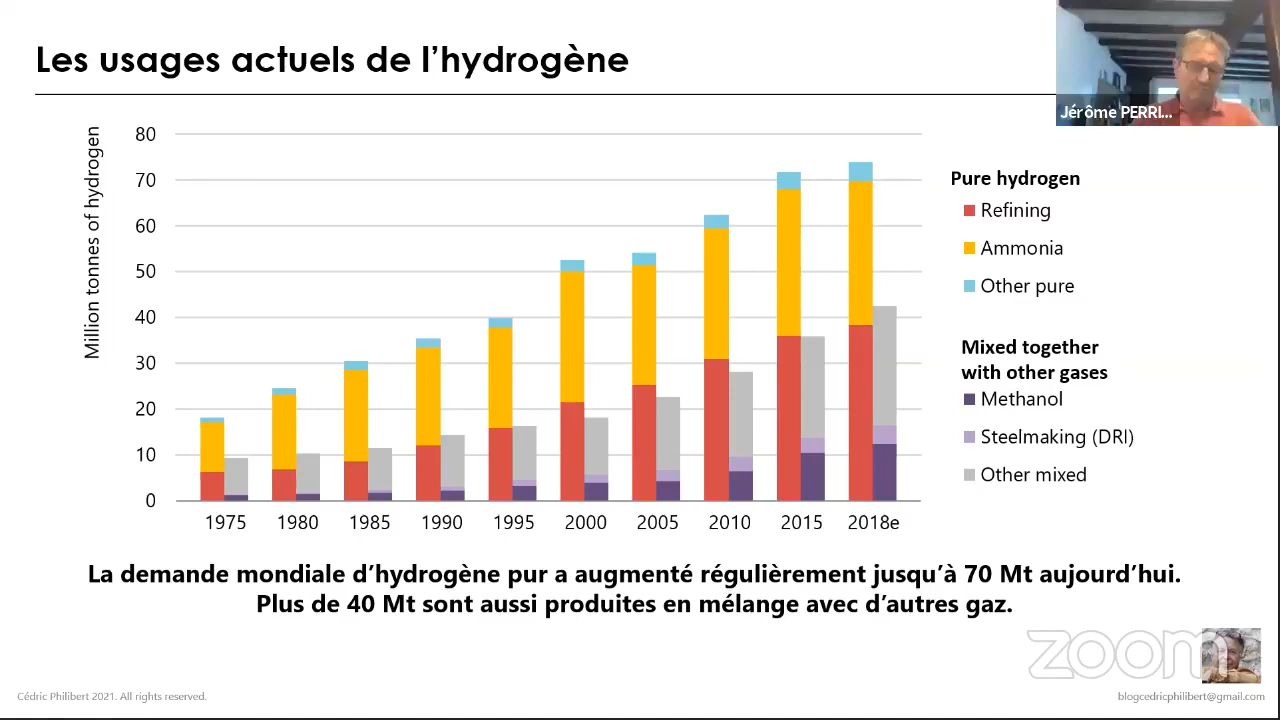 Les usages actuels de l’hydrogène
Jérôme PERRI...
Million tonnes of hydrogen
80
70
60
50
40
30
20
10
0
1975 1980 1985 1990 1995 2000 2005 2010 2015 2018e
Pure hydrogen
Refining
Ammonia
Other pure
Mixed together
with other gases
Methanol
Steelmaking (DRI)
Other mixed
La demande mondiale d’hydrogène pur a augmenté régulièrement jusqu’à 70 Mt aujourd’hui.
Plus de 40 Mt sont aussi produites en mélange avec d’autres gaz.
zoom
Cédric Philibert 2021. All rights reserved.
blogcedricphilibert@gmail.com